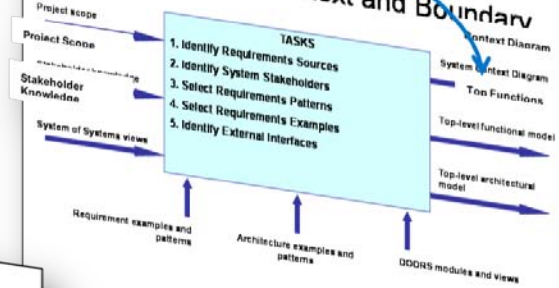 xt and Boundary
Project scope
Project Scope
Stakeholder knowledge
Stakeholder
Knowledge
System of Systems views
TASKS
1. Identify Requirements Sources
2. Identify System Stakeholders
3. Select Requirements Patterns
4. Select Requirements Examples
5. Identify External Interfaces
Context Diagram
System Context Diagram
Top Functions
Top-level functional model
Top-level architectural
model
Requirement examples and
patterns
Architecture examples and
patterns
DOORS modules and views